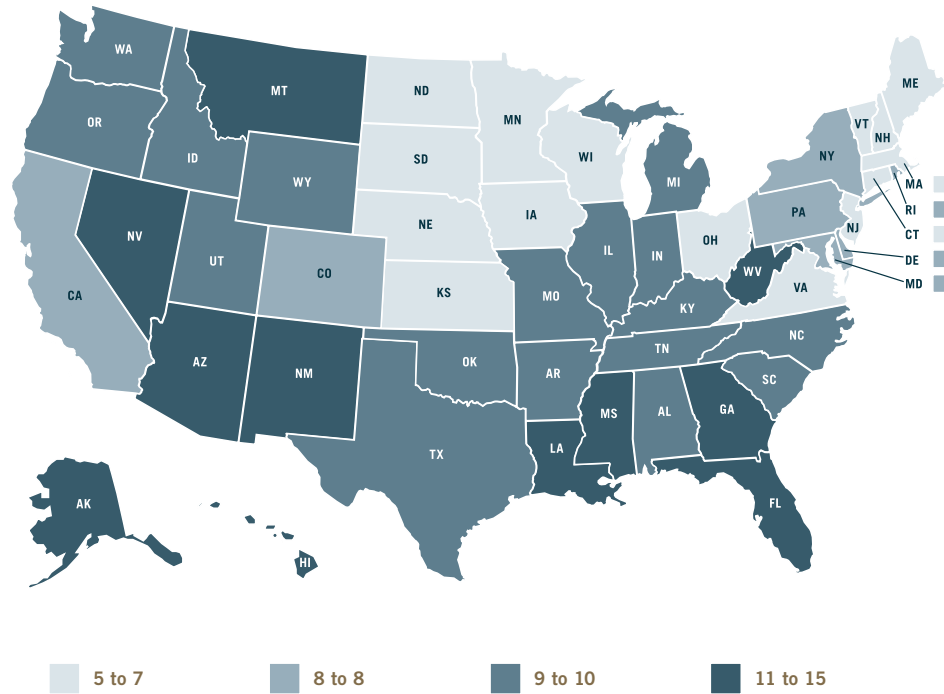 ME
WA
MT
ND
MN
OR
VT
NH
ID
SD
WI
NY
WY
MI
MA
RI
PA
NE
IA
NV
NJ
CT
OH
UT
IL
IN
DE
CO
WV
MD
CA
KS
MO
VA
KY
NC
TN
AZ
OK
NM
AR
SC
MS
AL
GA
LA
TX
AK
FL
HI
5 to 7
8 to 8
9 to 10
11 to 15